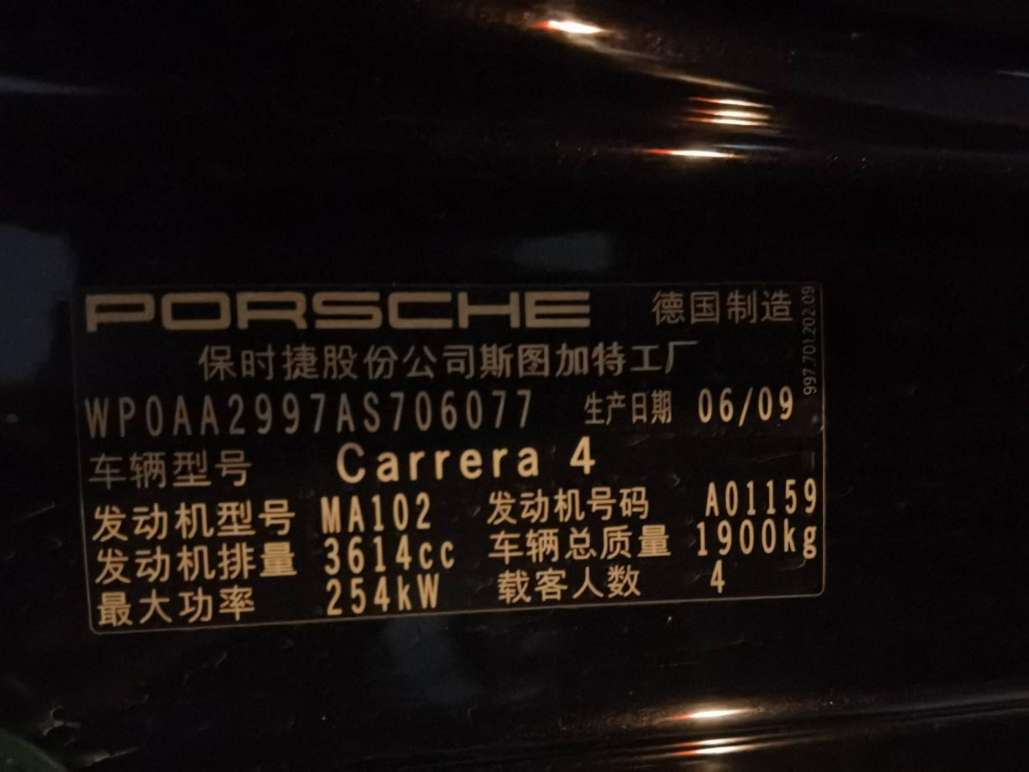 PORSCHE 德国制造
保时捷股份公司斯图加特工厂
WP0AA2997AS706077 生产日期 06/09
车辆型号 Carrera 4
发动机型号 MA102 发动机号码 A01159
发动机排量 3614cc 车辆总质量 1900kg
最大功率 254kW 载客人数 4
997.701.202.09